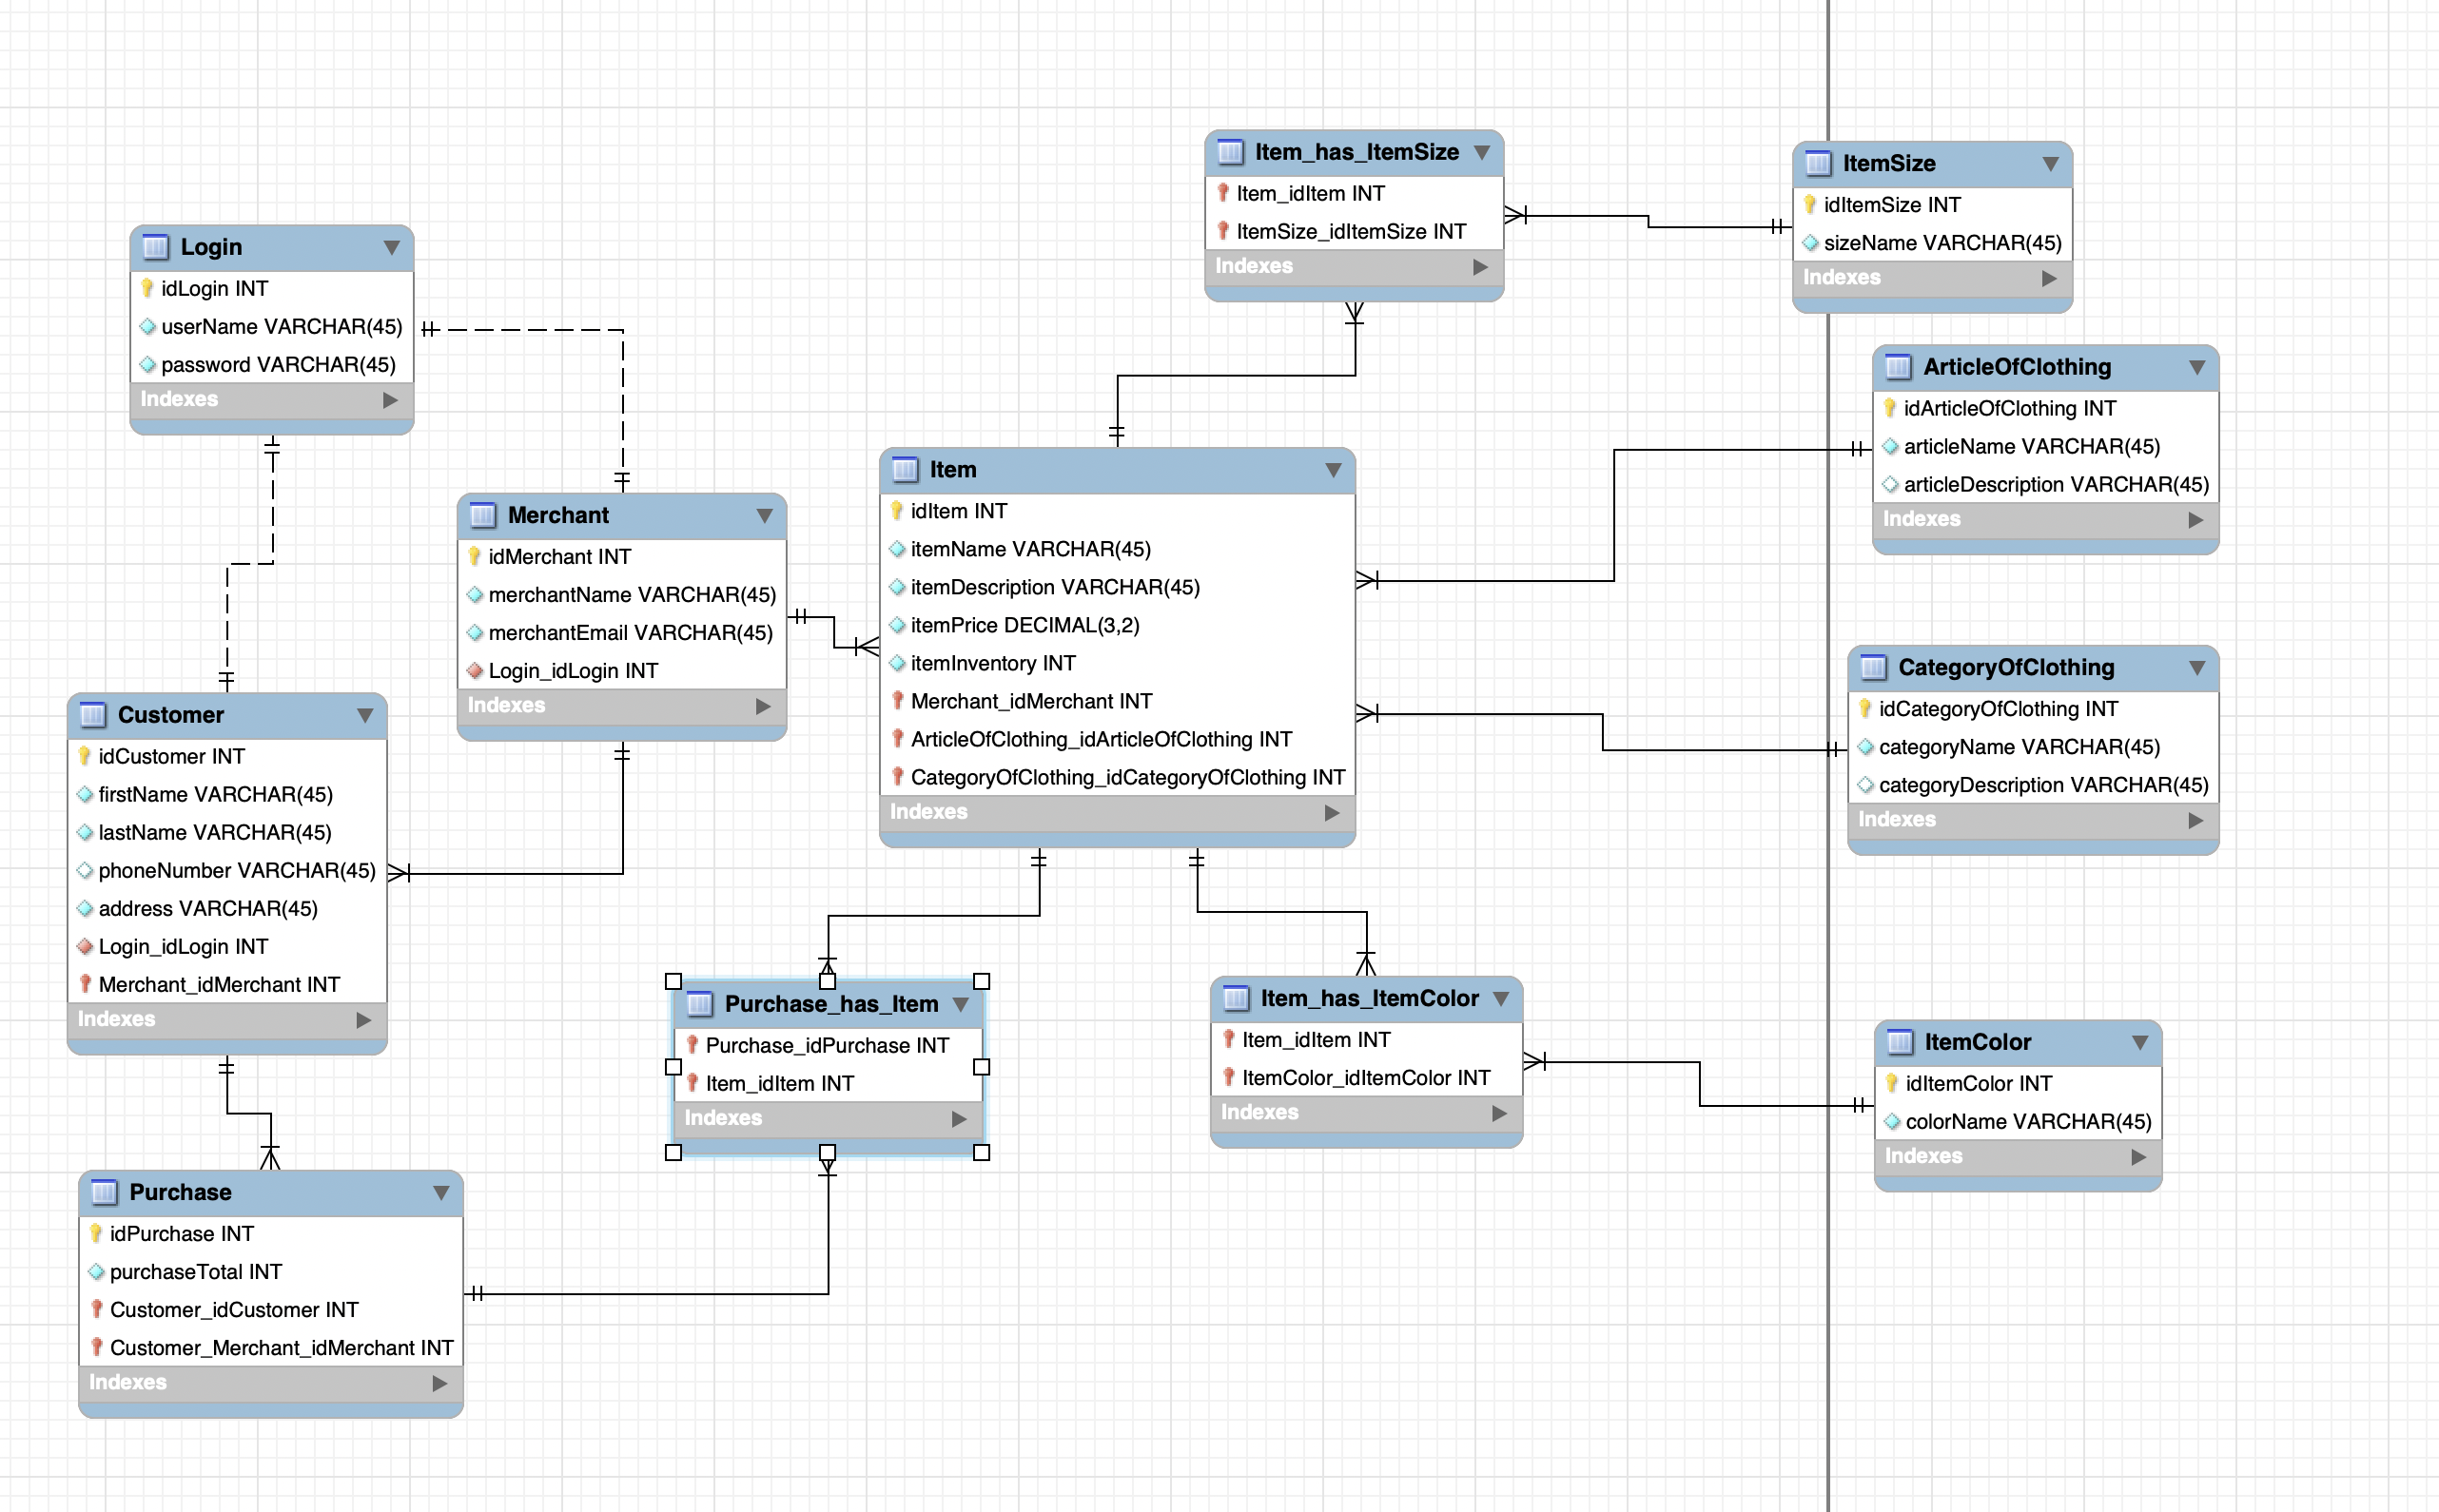 Login
idLogin INT
userName VARCHAR(45)
password VARCHAR(45)
Indexes
Customer
idCustomer INT
firstName VARCHAR(45)
lastName VARCHAR(45)
phoneNumber VARCHAR(45)
address VARCHAR(45)
Login_idLogin INT
Merchant_idMerchant INT
Indexes
Purchase
idPurchase INT
purchaseTotal INT
Customer_idCustomer INT
Customer_Merchant_idMerchant INT
Indexes
Merchant
idMerchant INT
merchantName VARCHAR(45)
merchantEmail VARCHAR(45)
Login_idLogin INT
Indexes
Item_has_ItemSize
Item_idItem INT
ItemSize_idItemSize INT
Indexes
Item
idItem INT
itemName VARCHAR(45)
itemDescription VARCHAR(45)
itemPrice DECIMAL(3,2)
itemInventory INT
Merchant_idMerchant INT
ArticleOfClothing_idArticleOfClothing INT
CategoryOfClothing_idCategoryOfClothing INT
Indexes
Purchase_has_Item
Purchase_idPurchase INT
Item_idItem INT
Indexes
Item_has_ItemColor
Item_idItem INT
ItemColor_idItemColor INT
Indexes
ItemSize
idItemSize INT
sizeName VARCHAR(45)
Indexes
ArticleOfClothing
idArticleOfClothing INT
articleName VARCHAR(45)
articleDescription VARCHAR(45)
Indexes
CategoryOfClothing
idCategoryOfClothing INT
categoryName VARCHAR(45)
categoryDescription VARCHAR(45)
Indexes
ItemColor
idItemColor INT
colorName VARCHAR(45)
Indexes